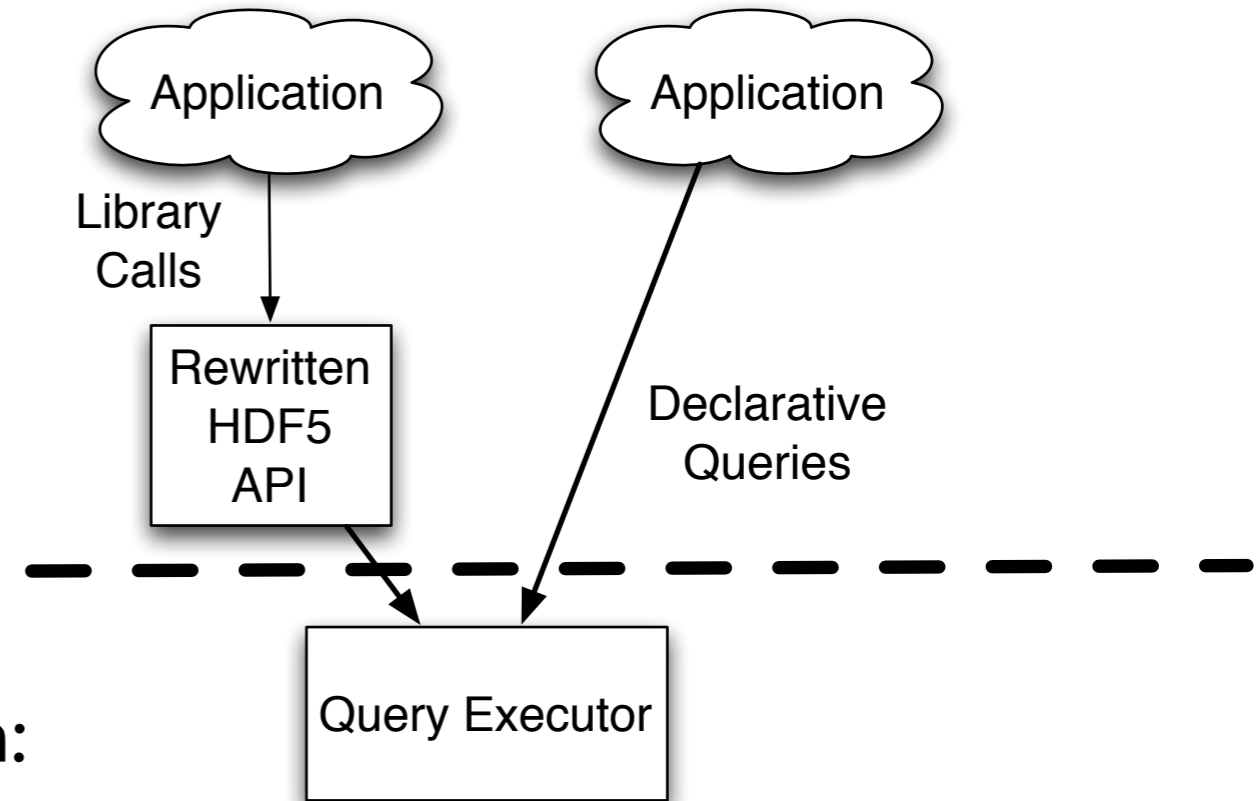 Application
Application
Library
Calls
Rewritten
HDF5
API
Declarative
Queries
Query Executor